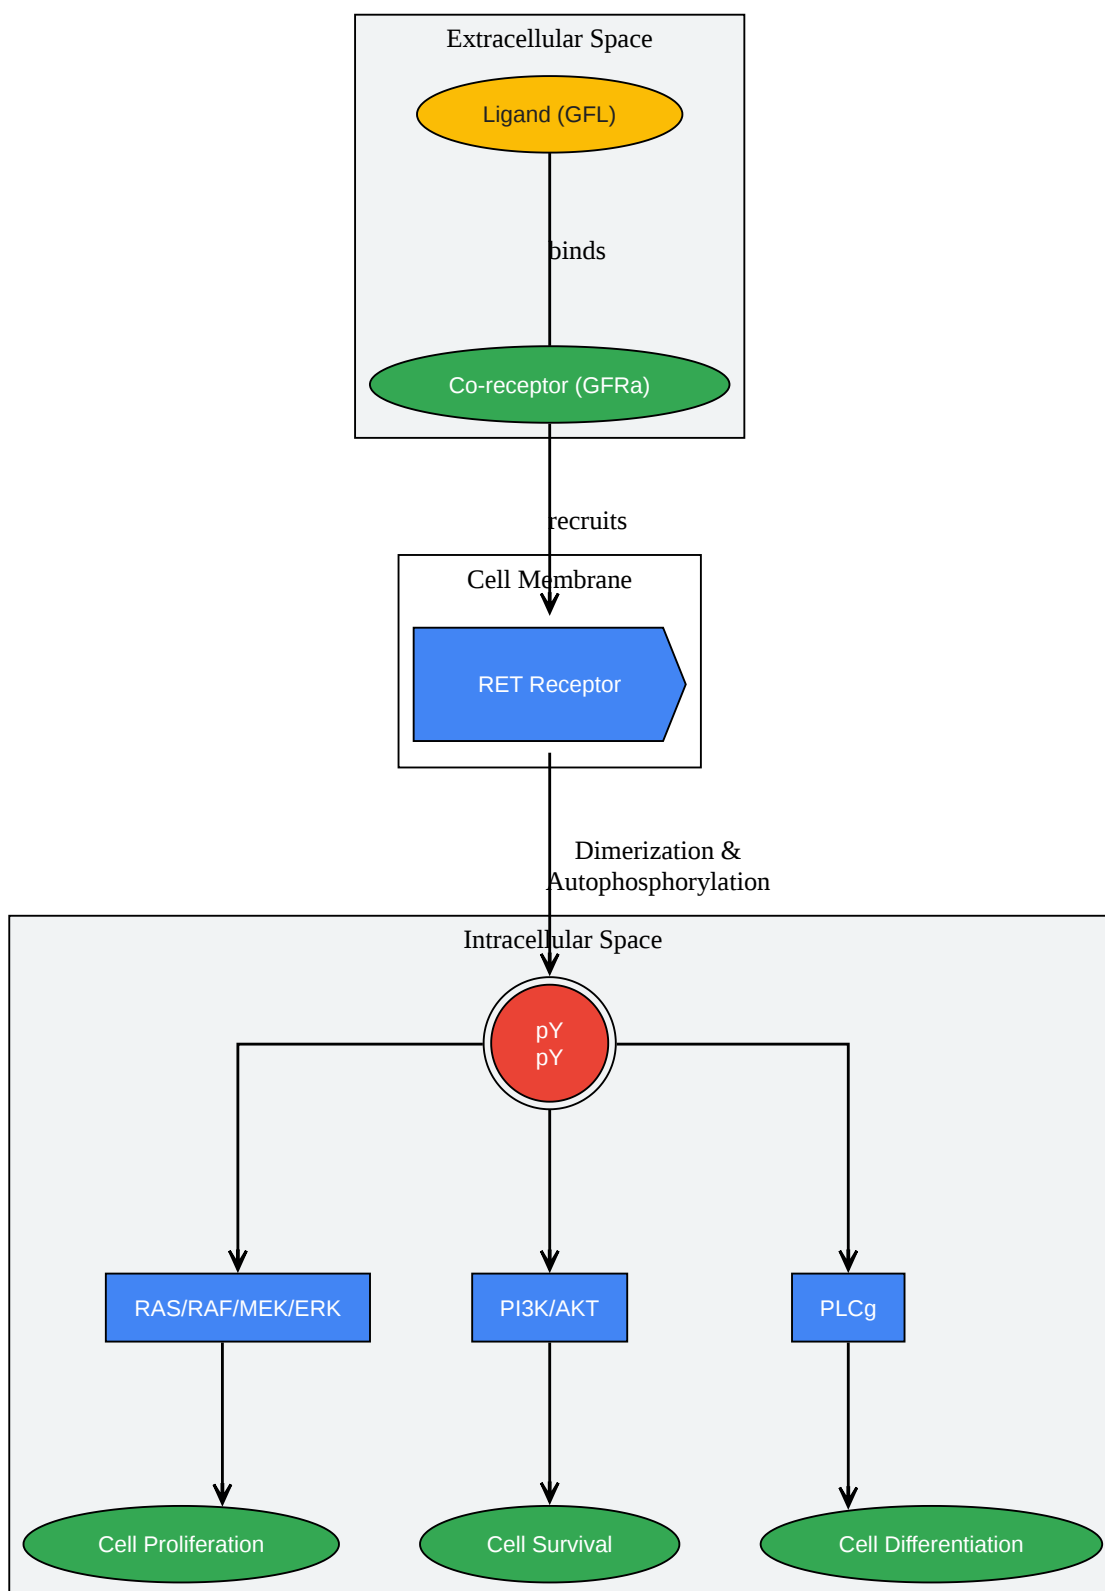 Extracellular Space
Ligand (GFL)
binds
Co-receptor (GFRa)
recruits
Cell Membrane
RET Receptor
Dimerization &
Autophosphorylation
Intracellular Space
pY
pY
RAS/RAF/MEK/ERK
PI3K/AKT
PLCg
Cell Proliferation
Cell Survival
Cell Differentiation